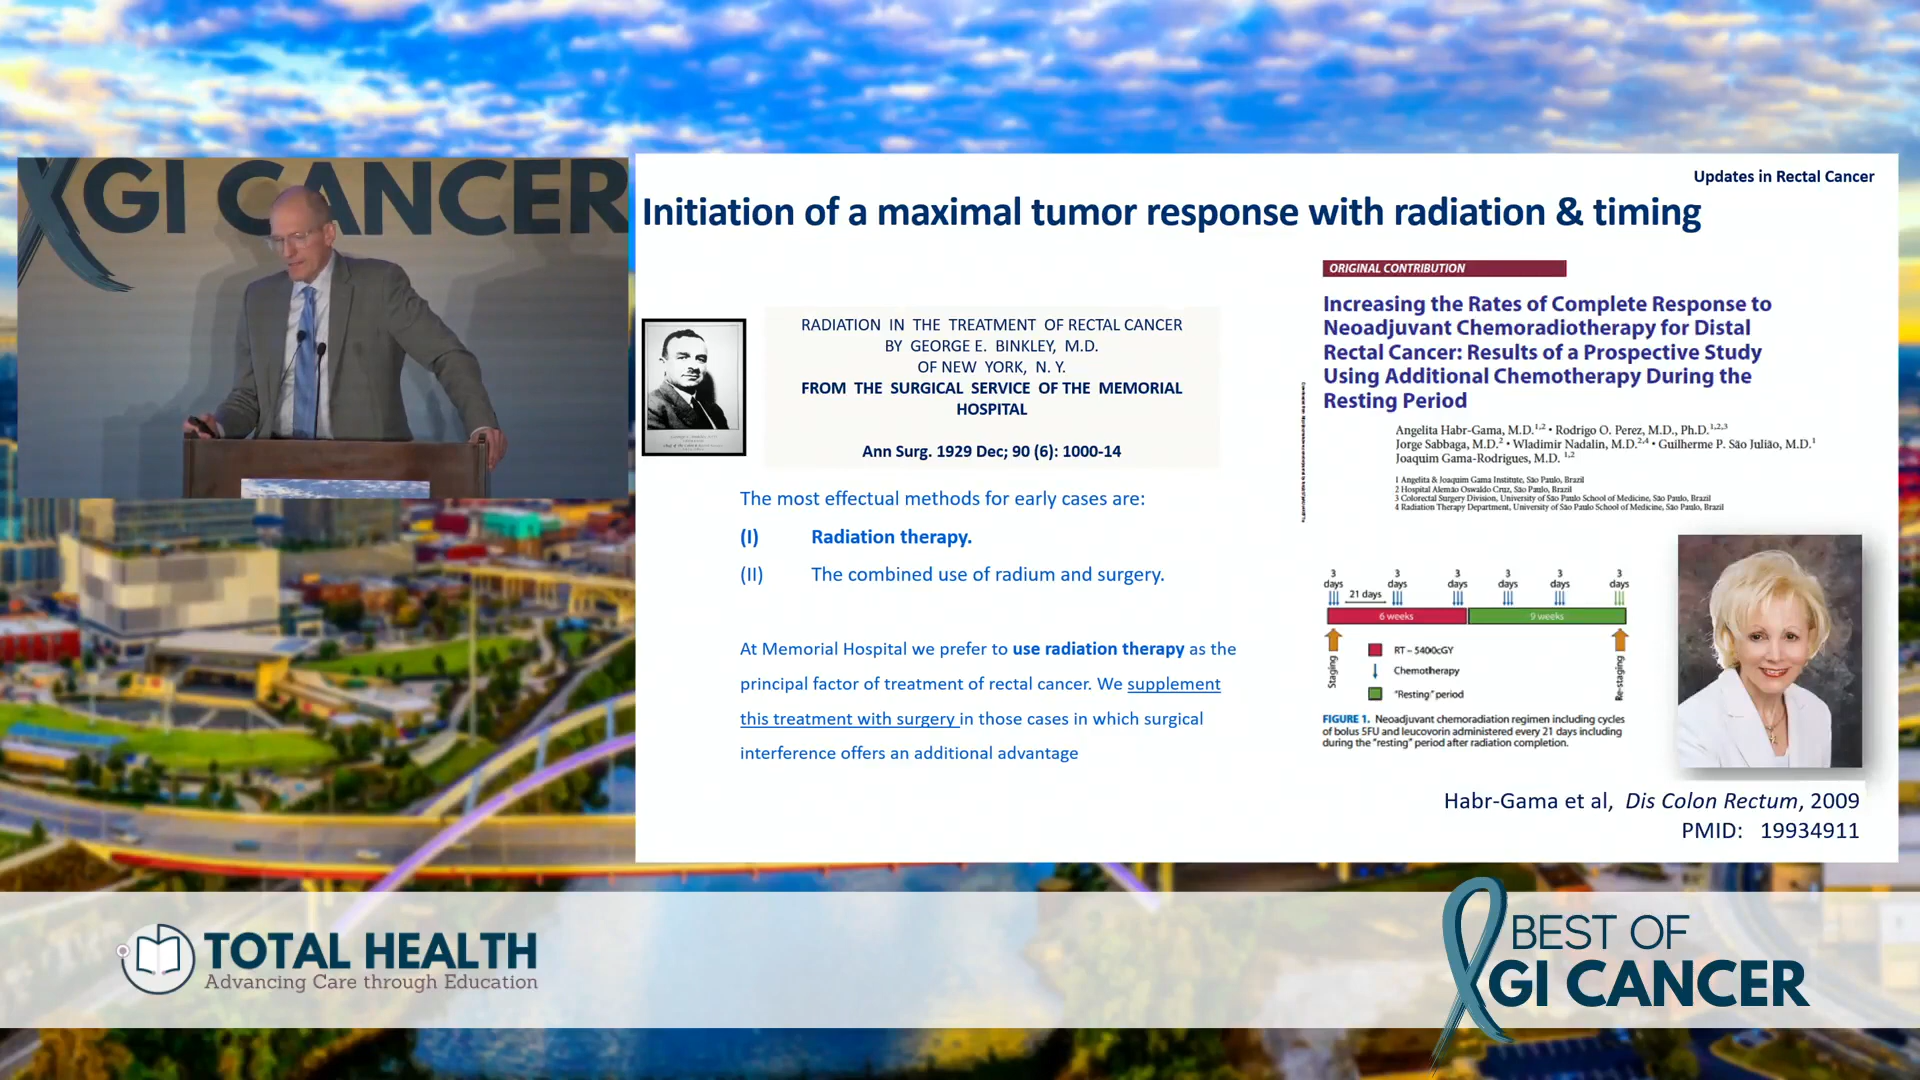 GI CANCER
Updates in Rectal Cancer
Initiation of a maximal tumor response with radiation & timing
RADIATION IN THE TREATMENT OF RECTAL CANCER
BY GEORGE E. BINKLEY, M.D.
OF NEW YORK, N. Y.
FROM THE SURGICAL SERVICE OF THE MEMORIAL
HOSPITAL
Ann Surg. 1929 Dec; 90 (6): 1000-14
The most effectual methods for early cases are:
(I) Radiation therapy.
(II) The combined use of radium and surgery.
At Memorial Hospital we prefer to use radiation therapy as the
principal factor of treatment of rectal cancer. We supplement
this treatment with surgery in those cases in which surgical
interference offers an additional advantage
ORIGINAL CONTRIBUTION
Increasing the Rates of Complete Response to
Neoadjuvant Chemoradiotherapy for Distal
Rectal Cancer: Results of a Prospective Study
Using Additional Chemotherapy During the
Resting Period
Angelita Habr-Gama, M.D.1,2 • Rodrigo O. Perez, M.D., Ph.D.1,2,3
Jorge Sabbaga, M.D.2 • Wladimir Nadalin, M.D.2,4 • Guilherme P. São Julião, M.D.1
Joaquim Gama-Rodrigues, M.D. 1,2
1 Angelita & Joaquim Gama Institute, São Paulo, Brazil
2 Hospital Alemão Oswaldo Cruz, São Paulo, Brazil
3 Colorectal Surgery Division, University of São Paulo School of Medicine, São Paulo, Brazil
4 Radiation Therapy Department, University of São Paulo School of Medicine, São Paulo, Brazil
3 3 3 3 3 3
days days days days days days
21 days
6 weeks 9 weeks
Staging
Re-staging
RT – 5400cGY
Chemotherapy
"Resting" period
FIGURE 1. Neoadjuvant chemoradiation regimen including cycles
of bolus 5FU and leucovorin administered every 21 days including
during the "resting" period after radiation completion.
Habr-Gama et al, Dis Colon Rectum, 2009
PMID: 19934911
TOTAL HEALTH
Advancing Care through Education
BEST OF
GI CANCER